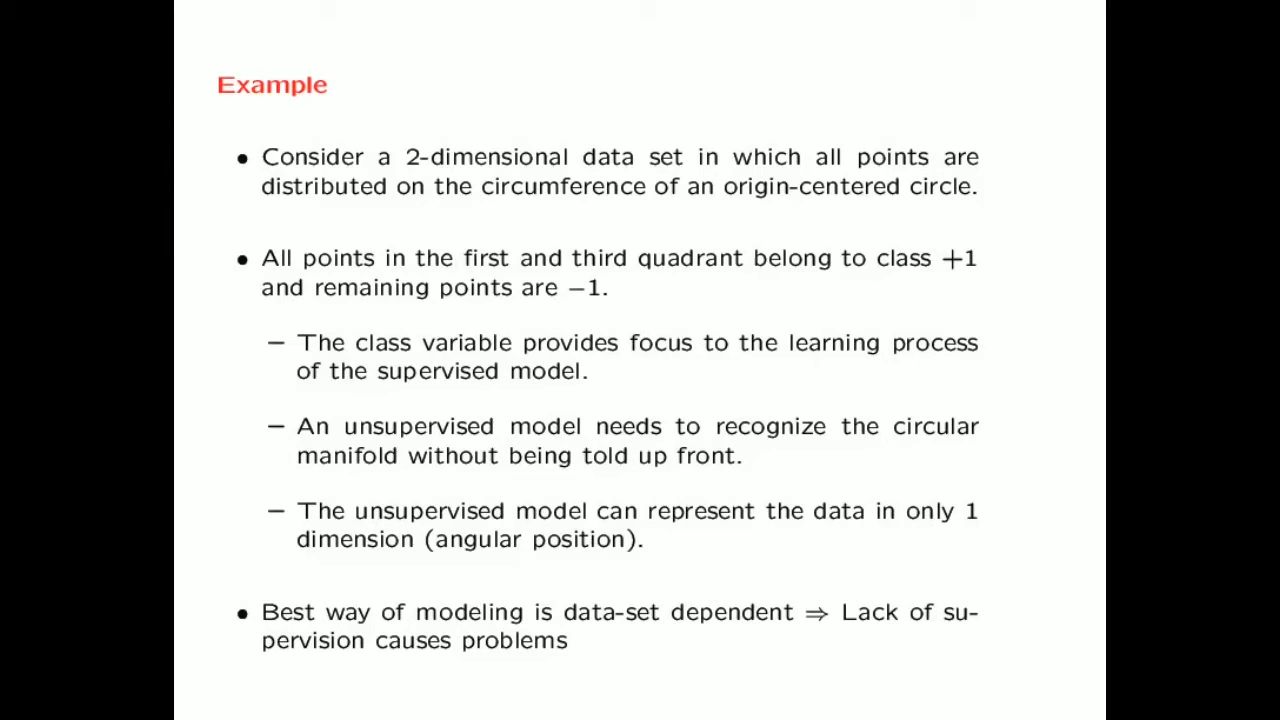 Example
• Consider a 2-dimensional data set in which all points are
distributed on the circumference of an origin-centered circle.
• All points in the first and third quadrant belong to class +1
and remaining points are −1.
– The class variable provides focus to the learning process
of the supervised model.
– An unsupervised model needs to recognize the circular
manifold without being told up front.
– The unsupervised model can represent the data in only 1
dimension (angular position).
• Best way of modeling is data-set dependent ⇒ Lack of su-
pervision causes problems